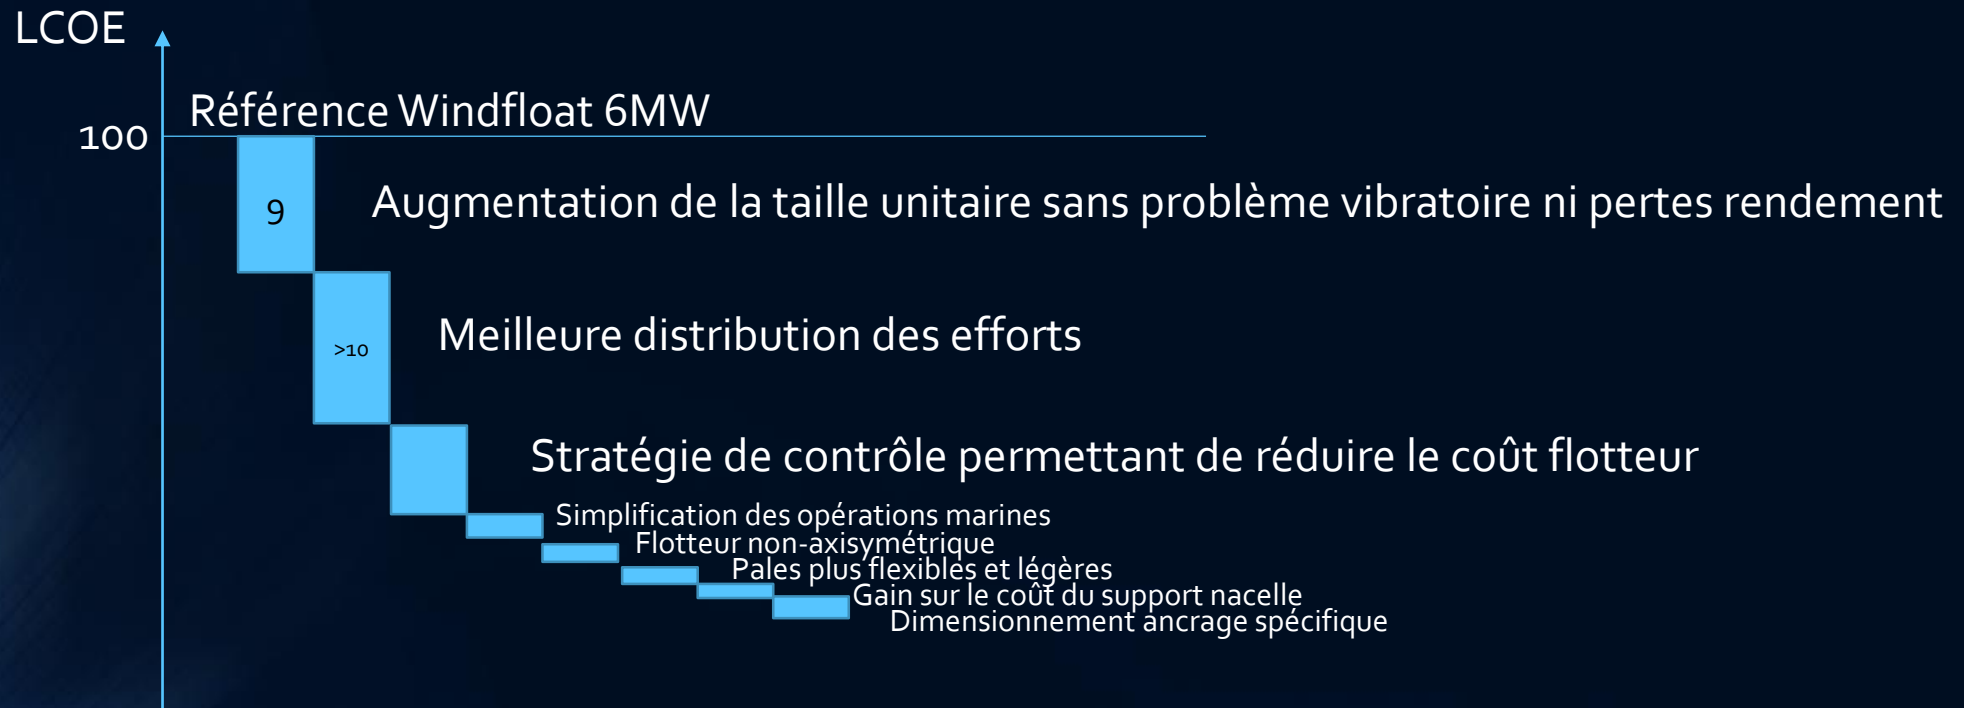 LCOE
Référence Windfloat 6MW
100
9
Augmentation de la taille unitaire sans problème vibratoire ni pertes rendement
>10
Meilleure distribution des efforts
Stratégie de contrôle permettant de réduire le coût flotteur
Simplification des opérations marines
Flotteur non-axisymétrique
Pales plus flexibles et légères
Gain sur le coût du support nacelle
Dimensionnement ancrage spécifique